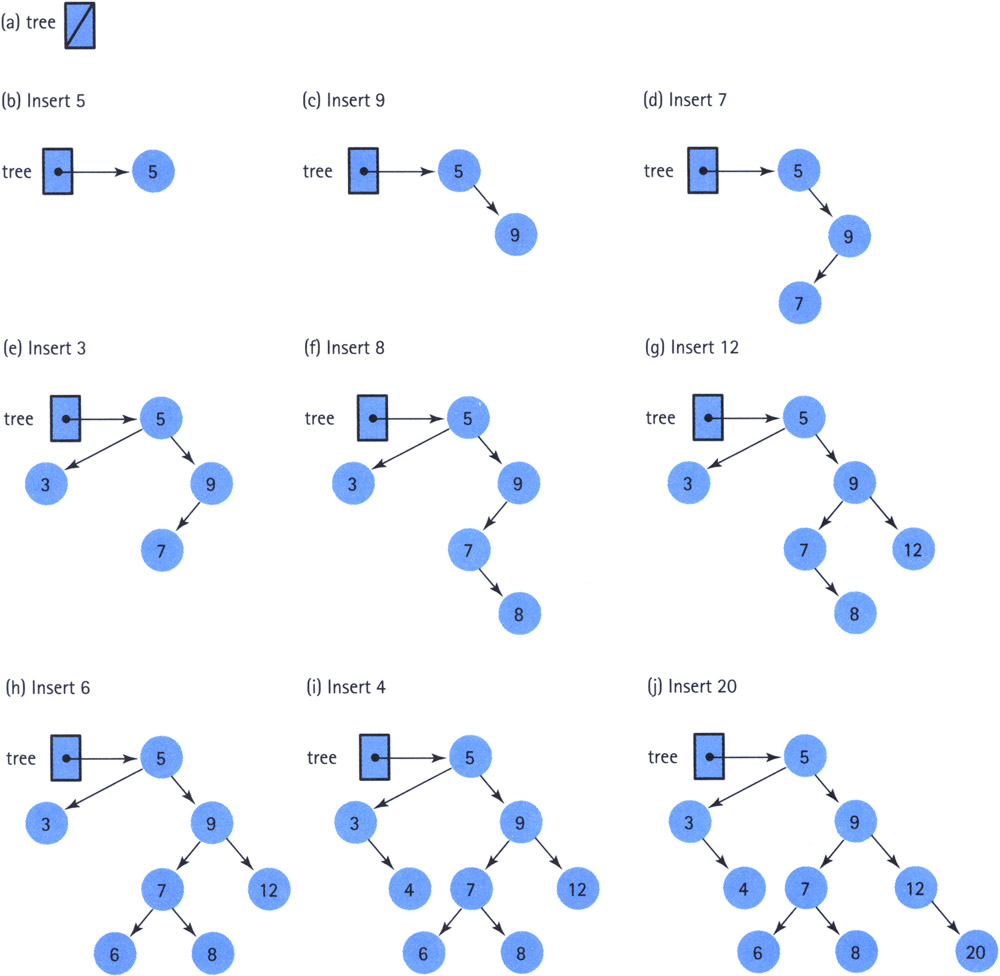 (a) tree
(b) Insert 5
tree 5
(c) Insert 9
tree 5
9
(d) Insert 7
tree 5
9
7
(e) Insert 3
tree 5
3 9
7
(f) Insert 8
tree 5
3 9
7
8
(g) Insert 12
tree 5
3 9
7 12
8
(h) Insert 6
tree 5
3 9
7 12
6 8
(i) Insert 4
tree 5
3 9
4 7 12
6 8
(j) Insert 20
tree 5
3 9
4 7 12
6 8 20